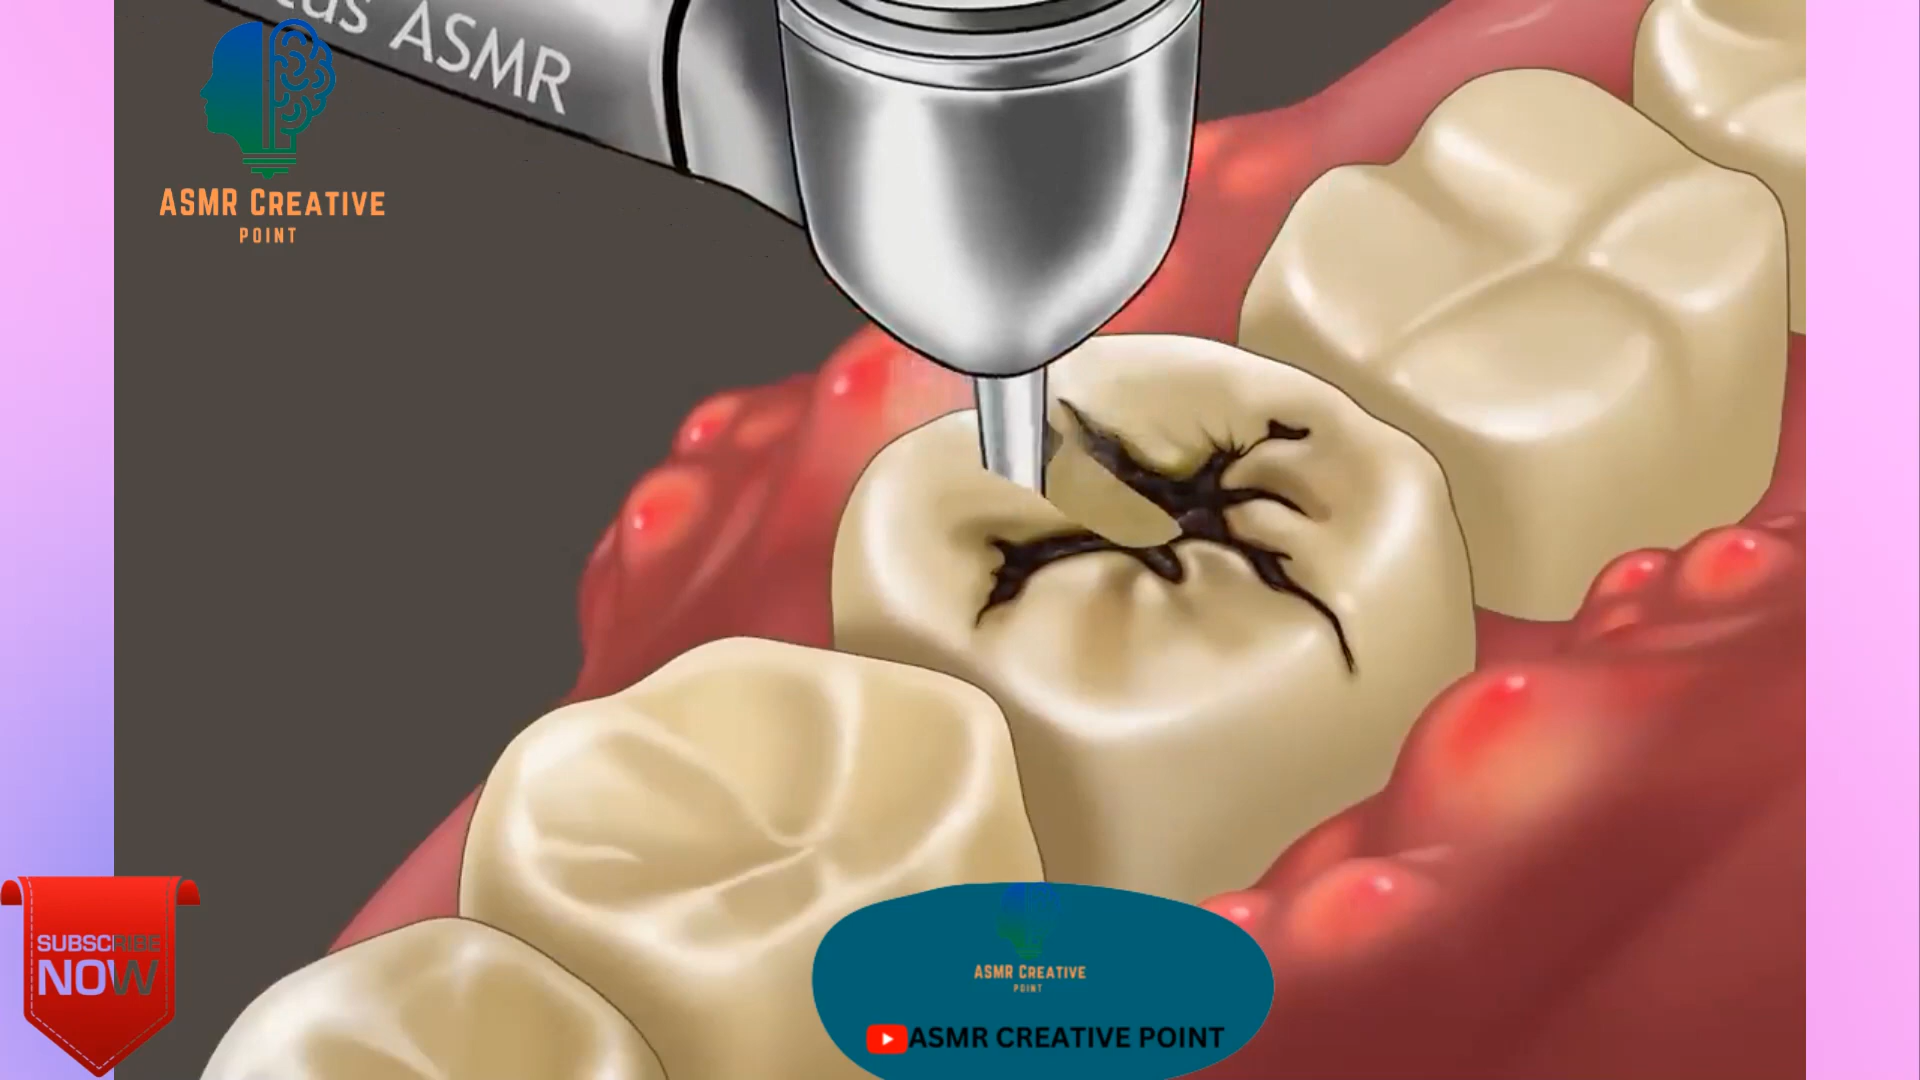 ASMR
ASMR CREATIVE
POINT
SUBSCRIBE
NOW
ASMR CREATIVE
POINT
ASMR CREATIVE POINT